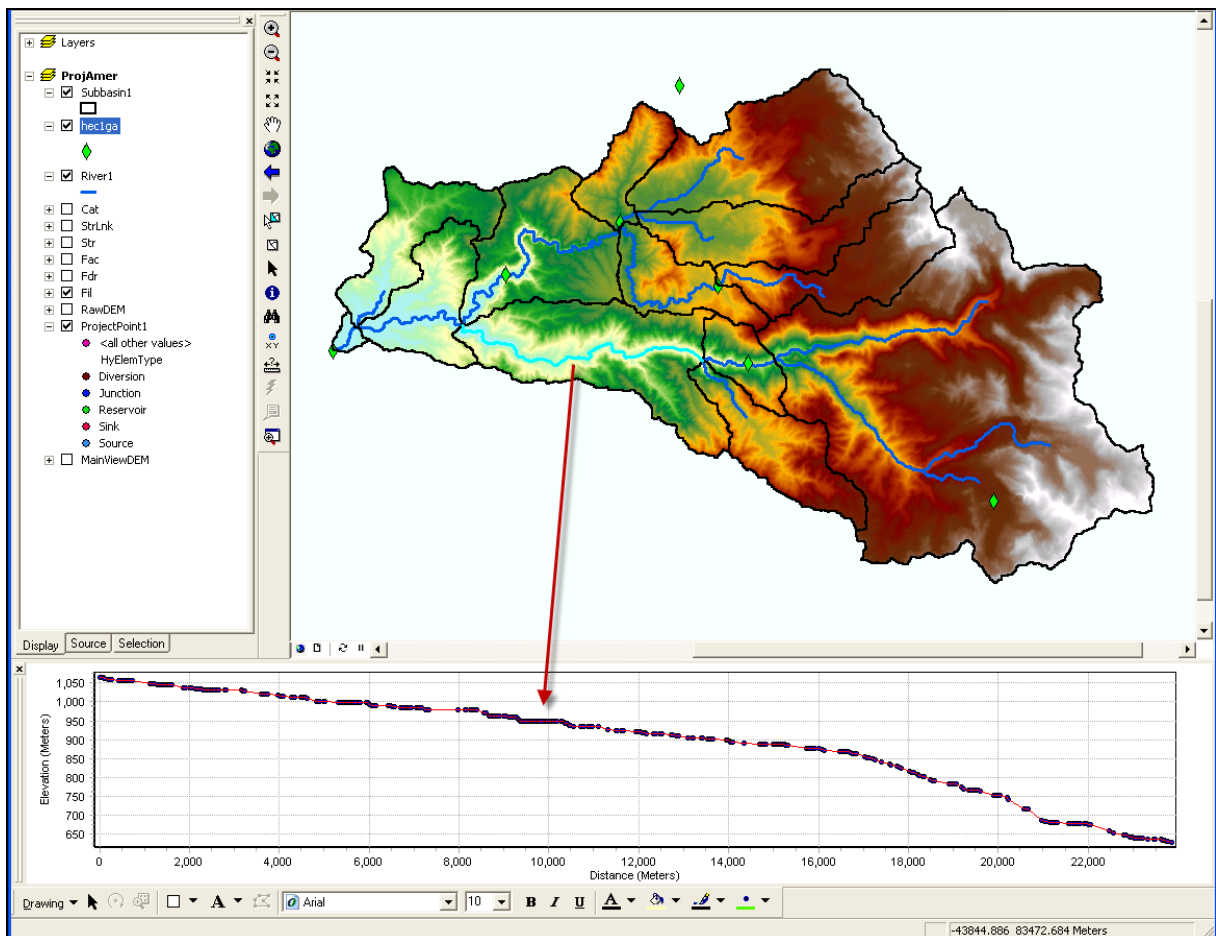 Layers
ProjAmer
Subbasin1
hec1ga
River1
Cat
StrLnk
Str
Fac
Fdr
Fil
RawDEM
ProjectPoint1
<all other values>
HyElemType
Diversion
Junction
Reservoir
Sink
Source
MainViewDEM
XY
Display Source Selection
Elevation (Meters)
1,050
1,000
950
900
850
800
750
700
650
0 2,000 4,000 6,000 8,000 10,000 12,000 14,000 16,000 18,000 20,000 22,000
Distance (Meters)
Drawing Arial 10 B I U A
-43844.886 83472.684 Meters